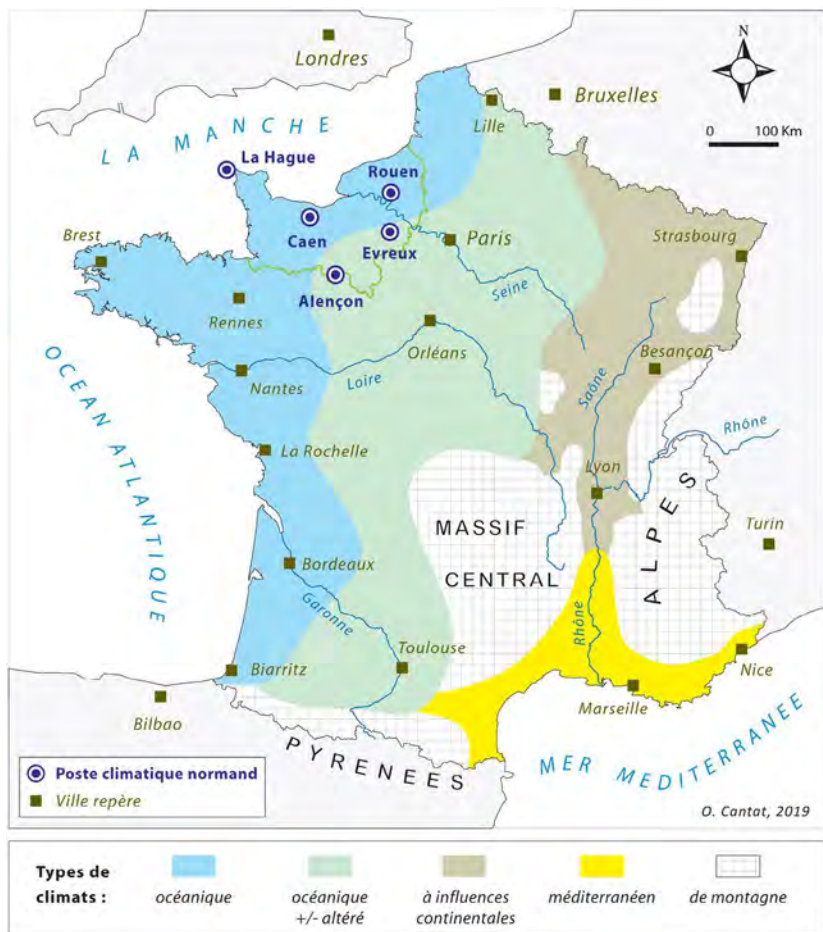 Londres
N
Bruxelles
Lille
0 100 Km
LA MANCHE
La Hague
Rouen
Caen
Evreux
Paris
Strasbourg
Brest
Alençon
Seine
Rennes
Orléans
Besançon
Nantes
Loire
Saône
Rhône
OCEAN ATLANTIQUE
La Rochelle
Lyon
MASSIF
CENTRAL
ALPES
Turin
Bordeaux
Garonne
Rhône
Toulouse
Biarritz
Nice
Marseille
Bilbao
PYRENEES
MER MEDITERRANEE
Poste climatique normand
Ville repère
O. Cantat, 2019
Types de
climats :
océanique
océanique
+/- altéré
à influences
continentales
méditerranéen
de montagne